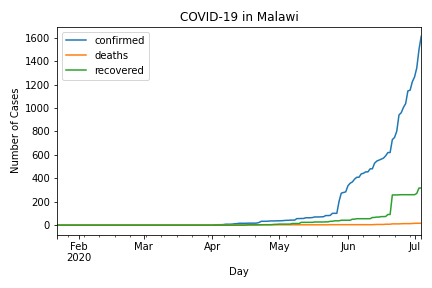 COVID-19 in Malawi
confirmed
deaths
recovered
Number of Cases
1600
1400
1200
1000
800
600
400
200
0
Feb Mar Apr May Jun Jul
2020
Day